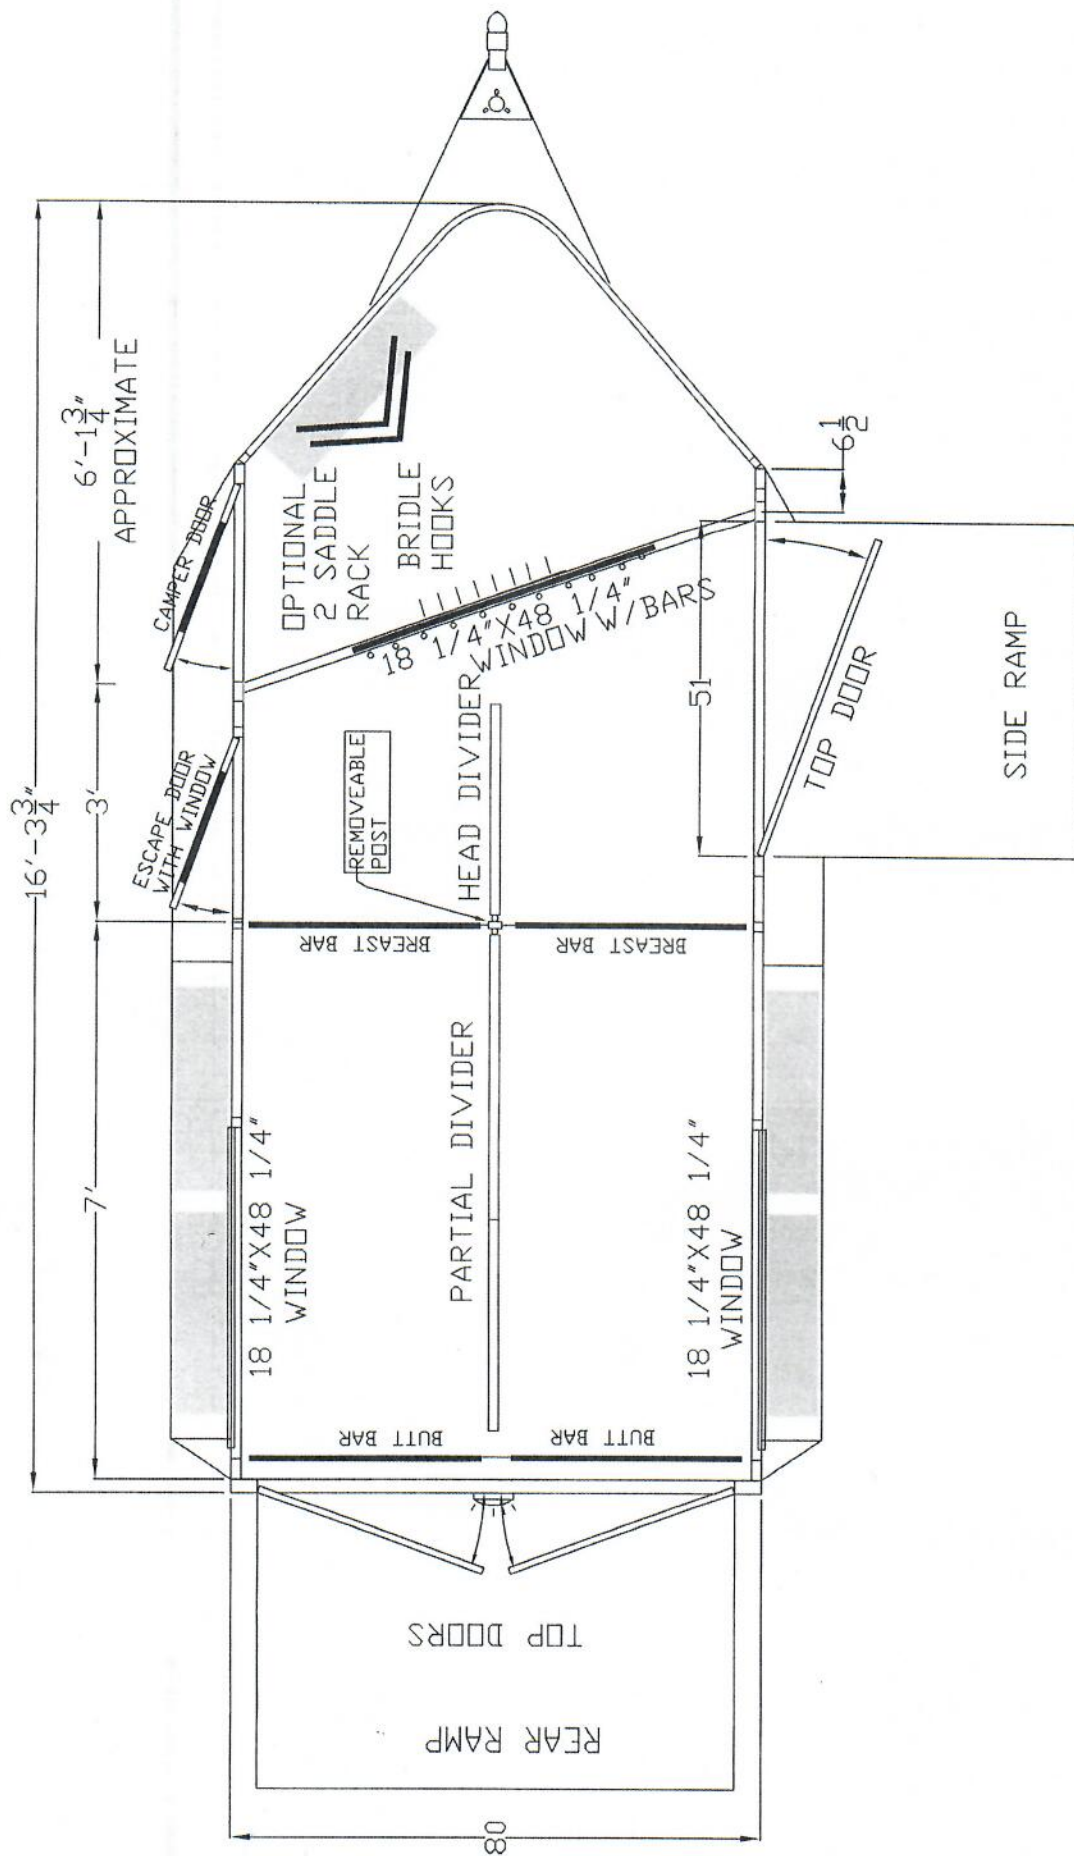 16'-3 3/4"
6'-1 3/4"
APPROXIMATE
3'
7'
CAMPER DOOR
ESCAPE DOOR
WITH WINDOW
OPTIONAL
2 SADDLE
RACK
BRIDLE
HOOKS
18 1/4"X48 1/4"
WINDOW W/BARS
REMOVEABLE
POST
HEAD DIVIDER
BREAST BAR
BREAST BAR
PARTIAL DIVIDER
18 1/4"X48 1/4"
WINDOW
18 1/4"X48 1/4"
WINDOW
BUTT BAR
BUTT BAR
6 1/2
51
TOP DOOR
SIDE RAMP
TOP DOORS
REAR RAMP
80